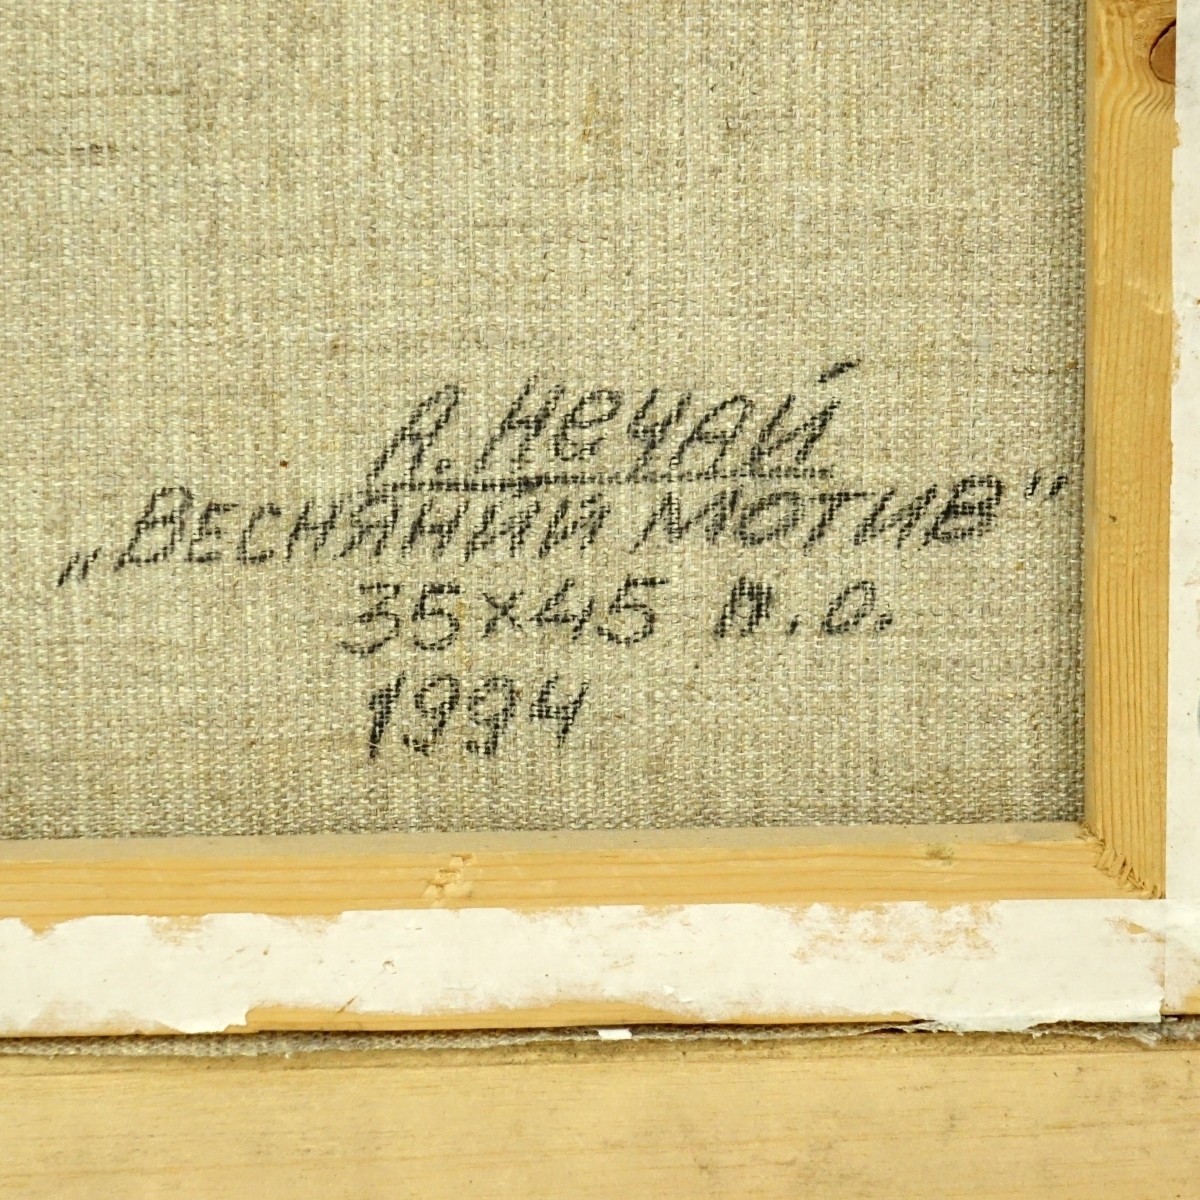 А. Нечай
„Весняний мотив”
35×45 п.о.
1994